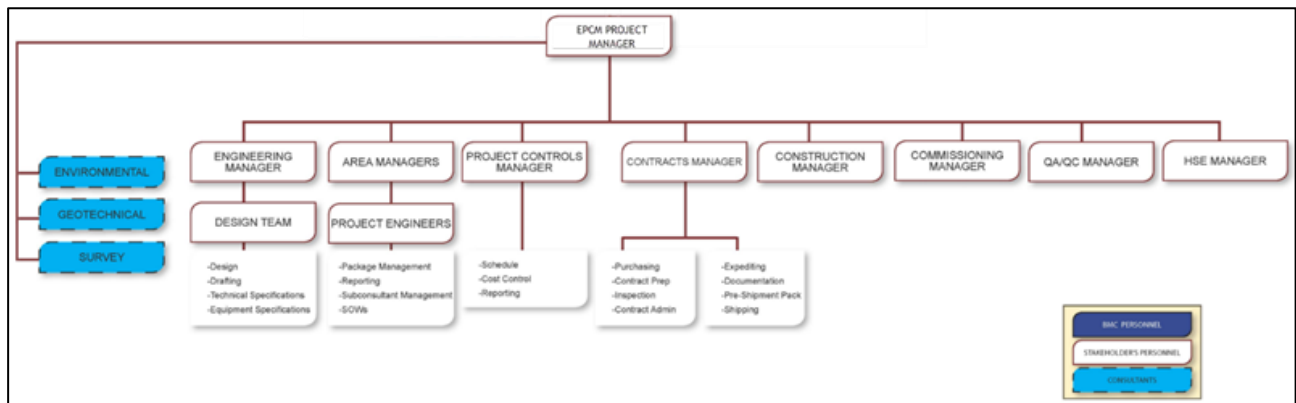 EPCM PROJECT
MANAGER
ENGINEERING
MANAGER
AREA MANAGERS
PROJECT CONTROLS
MANAGER
CONTRACTS MANAGER
CONSTRUCTION
MANAGER
COMMISSIONING
MANAGER
QA/QC MANAGER
HSE MANAGER
ENVIRONMENTAL
GEOTECHNICAL
SURVEY
DESIGN TEAM
PROJECT ENGINEERS
-Design
-Drafting
-Technical Specifications
-Equipment Specifications
-Package Management
-Reporting
-Subconsultant Management
-SOWs
-Schedule
-Cost Control
-Reporting
-Purchasing
-Contract Prep
-Inspection
-Contract Admin
-Expediting
-Documentation
-Pre-Shipment Pack
-Shipping
BMC PERSONNEL
STAKEHOLDER'S PERSONNEL
CONSULTANTS